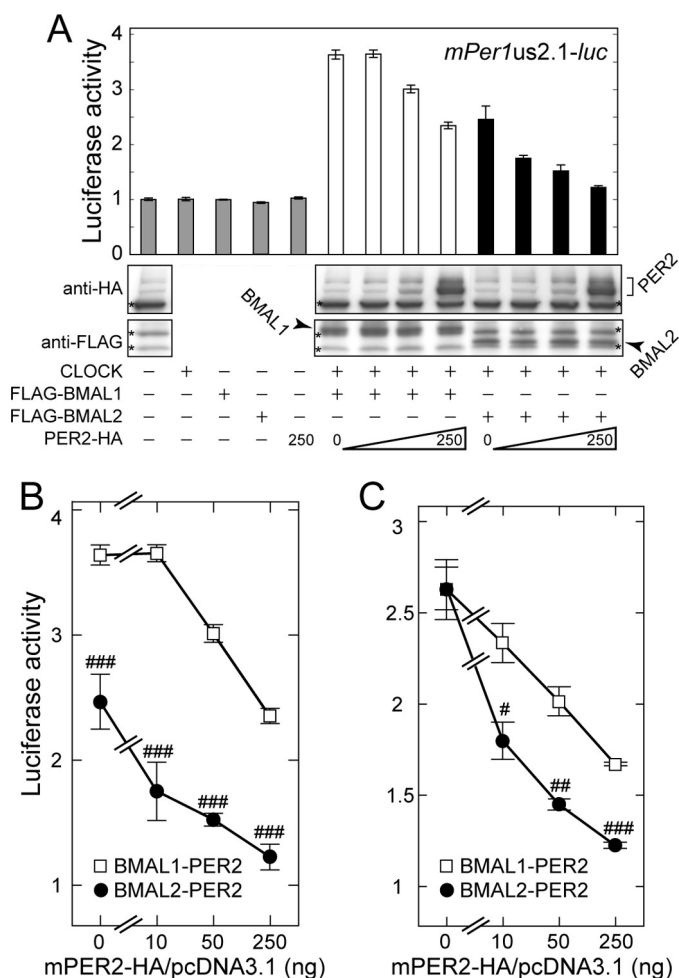 A
mPer1us2.1-luc
Luciferase activity
4
3
2
1
0
anti-HA
*
*
PER2
BMAL1
anti-FLAG
*
*
*
*
BMAL2
CLOCK – + – – – + + + + + + + +
FLAG-BMAL1 – – + – – + + + + – – – –
FLAG-BMAL2 – – – + – – – – – + + + +
PER2-HA – – – – 250 0 250 0 250
B
Luciferase activity
4
3
2
1
###
###
###
###
BMAL1-PER2
BMAL2-PER2
0 10 50 250
mPER2-HA/pcDNA3.1 (ng)
C
3
2.5
2
1.5
1
#
##
###
BMAL1-PER2
BMAL2-PER2
0 10 50 250
mPER2-HA/pcDNA3.1 (ng)